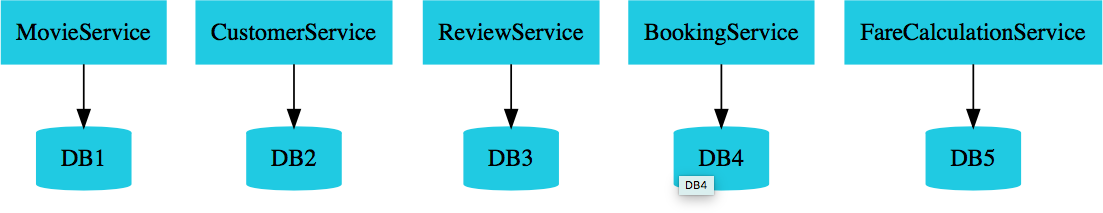 MovieService
CustomerService
ReviewService
BookingService
FareCalculationService
DB1
DB2
DB3
DB4
DB5
DB4